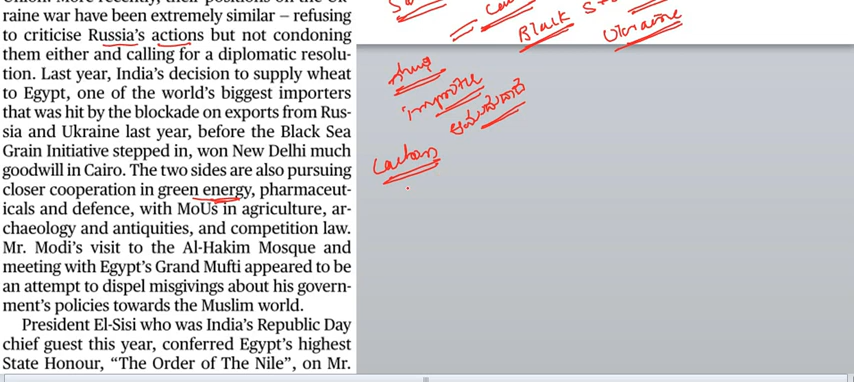 Union. More recently, their positions on the Uk-
raine war have been extremely similar – refusing
to criticise Russia's actions but not condoning
them either and calling for a diplomatic resolu-
tion. Last year, India's decision to supply wheat
to Egypt, one of the world's biggest importers
that was hit by the blockade on exports from Rus-
sia and Ukraine last year, before the Black Sea
Grain Initiative stepped in, won New Delhi much
goodwill in Cairo. The two sides are also pursuing
closer cooperation in green energy, pharmaceut-
icals and defence, with MoUs in agriculture, ar-
chaeology and antiquities, and competition law.
Mr. Modi's visit to the Al-Hakim Mosque and
meeting with Egypt's Grand Mufti appeared to be
an attempt to dispel misgivings about his govern-
ment's policies towards the Muslim world.
President El-Sisi who was India's Republic Day
chief guest this year, conferred Egypt's highest
State Honour, “The Order of The Nile”, on Mr.
Black
Ukraine
ಆಮದುದಾರ